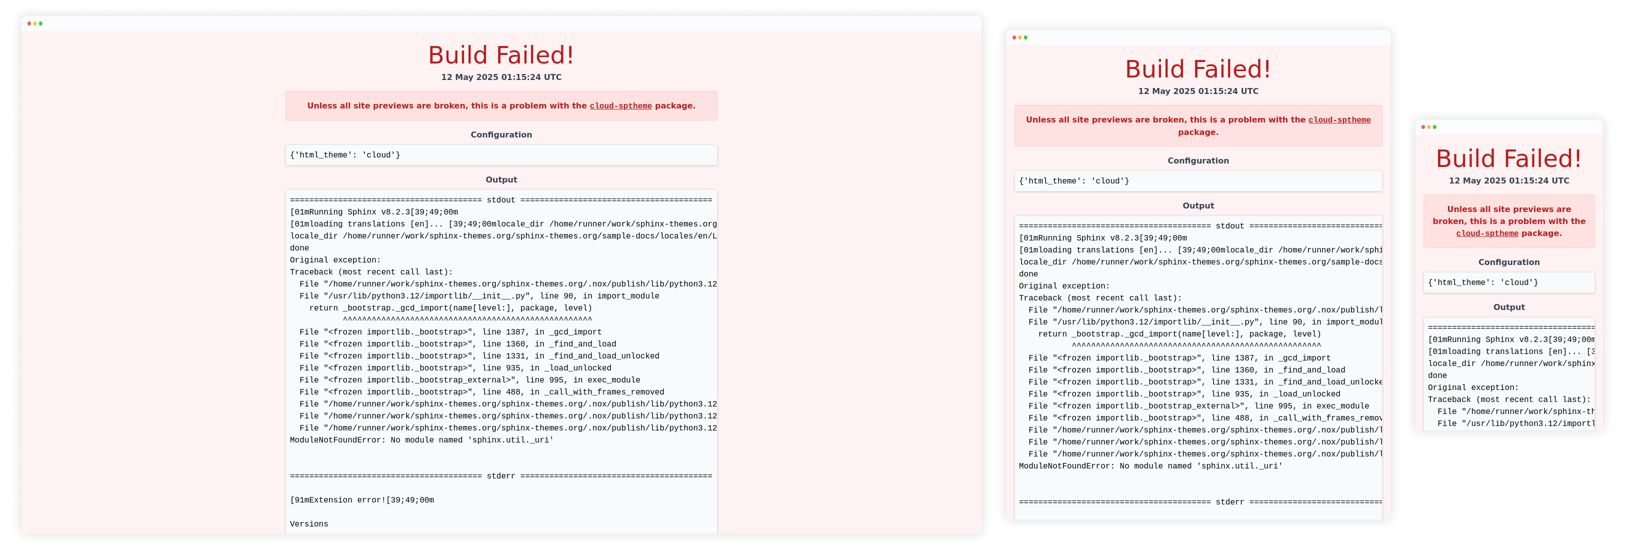 Build Failed!
12 May 2025 01:15:24 UTC
Unless all site previews are broken, this is a problem with the cloud-sptheme package.
Configuration
{'html_theme': 'cloud'}
Output
======================================== stdout ========================================
[01mRunning Sphinx v8.2.3[39;49;00m
[01mloading translations [en]... [39;49;00mlocale_dir /home/runner/work/sphinx-themes.org
locale_dir /home/runner/work/sphinx-themes.org/sphinx-themes.org/sample-docs/locales/en/L
done
Original exception:
Traceback (most recent call last):
  File "/home/runner/work/sphinx-themes.org/sphinx-themes.org/.nox/publish/lib/python3.12
  File "/usr/lib/python3.12/importlib/__init__.py", line 90, in import_module
    return _bootstrap._gcd_import(name[level:], package, level)
           ^^^^^^^^^^^^^^^^^^^^^^^^^^^^^^^^^^^^^^^^^^^^^^^^^^^^
  File "<frozen importlib._bootstrap>", line 1387, in _gcd_import
  File "<frozen importlib._bootstrap>", line 1360, in _find_and_load
  File "<frozen importlib._bootstrap>", line 1331, in _find_and_load_unlocked
  File "<frozen importlib._bootstrap>", line 935, in _load_unlocked
  File "<frozen importlib._bootstrap_external>", line 995, in exec_module
  File "<frozen importlib._bootstrap>", line 488, in _call_with_frames_removed
  File "/home/runner/work/sphinx-themes.org/sphinx-themes.org/.nox/publish/lib/python3.12
  File "/home/runner/work/sphinx-themes.org/sphinx-themes.org/.nox/publish/lib/python3.12
  File "/home/runner/work/sphinx-themes.org/sphinx-themes.org/.nox/publish/lib/python3.12
ModuleNotFoundError: No module named 'sphinx.util._uri'
======================================== stderr ========================================
[91mExtension error![39;49;00m
Versions
Build Failed!
12 May 2025 01:15:24 UTC
Unless all site previews are broken, this is a problem with the cloud-sptheme
package.
Configuration
{'html_theme': 'cloud'}
Output
======================================== stdout ============================
[01mRunning Sphinx v8.2.3[39;49;00m
[01mloading translations [en]... [39;49;00mlocale_dir /home/runner/work/sphi
locale_dir /home/runner/work/sphinx-themes.org/sphinx-themes.org/sample-docs
done
Original exception:
Traceback (most recent call last):
  File "/home/runner/work/sphinx-themes.org/sphinx-themes.org/.nox/publish/l
  File "/usr/lib/python3.12/importlib/__init__.py", line 90, in import_modul
    return _bootstrap._gcd_import(name[level:], package, level)
           ^^^^^^^^^^^^^^^^^^^^^^^^^^^^^^^^^^^^^^^^^^^^^^^^^^^^
  File "<frozen importlib._bootstrap>", line 1387, in _gcd_import
  File "<frozen importlib._bootstrap>", line 1360, in _find_and_load
  File "<frozen importlib._bootstrap>", line 1331, in _find_and_load_unlocke
  File "<frozen importlib._bootstrap>", line 935, in _load_unlocked
  File "<frozen importlib._bootstrap_external>", line 995, in exec_module
  File "<frozen importlib._bootstrap>", line 488, in _call_with_frames_remov
  File "/home/runner/work/sphinx-themes.org/sphinx-themes.org/.nox/publish/l
  File "/home/runner/work/sphinx-themes.org/sphinx-themes.org/.nox/publish/l
  File "/home/runner/work/sphinx-themes.org/sphinx-themes.org/.nox/publish/l
ModuleNotFoundError: No module named 'sphinx.util._uri'
======================================== stderr ============================
Build Failed!
12 May 2025 01:15:24 UTC
Unless all site previews are
broken, this is a problem with the
cloud-sptheme package.
Configuration
{'html_theme': 'cloud'}
Output
===================================
[01mRunning Sphinx v8.2.3[39;49;00m
[01mloading translations [en]... [3
locale_dir /home/runner/work/sphinx
done
Original exception:
Traceback (most recent call last):
  File "/home/runner/work/sphinx-th
  File "/usr/lib/python3.12/importl